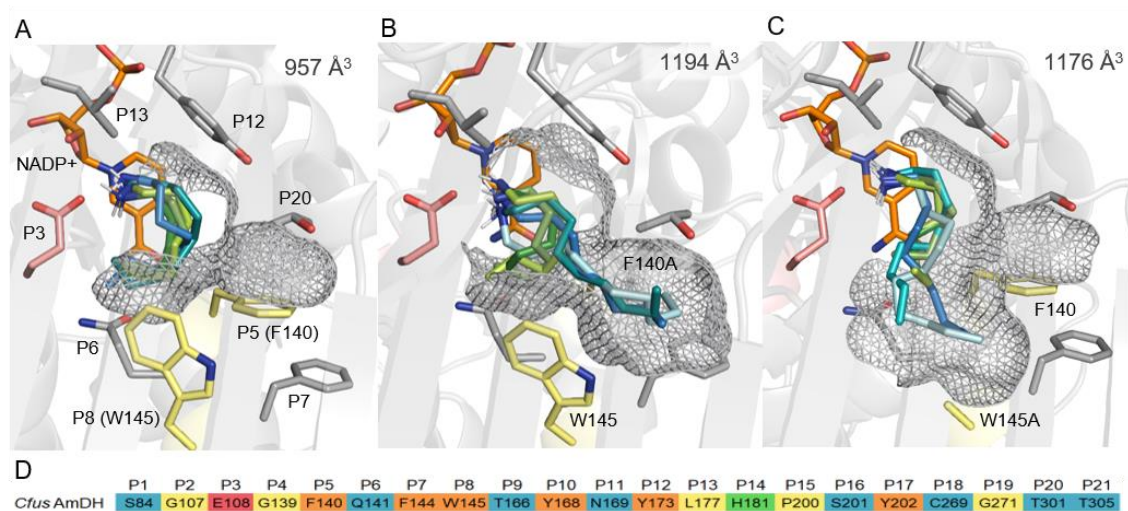 A
957 Å³
P13
P12
NADP+
P20
P3
P5 (F140)
P6
P7
P8 (W145)
B
1194 Å³
F140A
W145
C
1176 Å³
F140
W145A
D
P1 P2 P3 P4 P5 P6 P7 P8 P9 P10 P11 P12 P13 P14 P15 P16 P17 P18 P19 P20 P21
Cfus AmDH S84 G107 E108 G139 F140 Q141 F144 W145 T166 Y168 N169 Y173 L177 H181 P200 S201 Y202 C269 G271 T301 T305